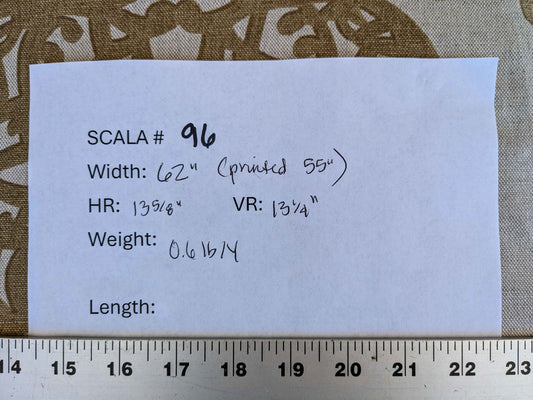 SCALA # 96
Width: 62" (printed 55")
HR: 13 5/8" VR: 13 1/4"
Weight: 0.6 lb/Y
Length:
14 15 16 17 18 19 20 21 22 23